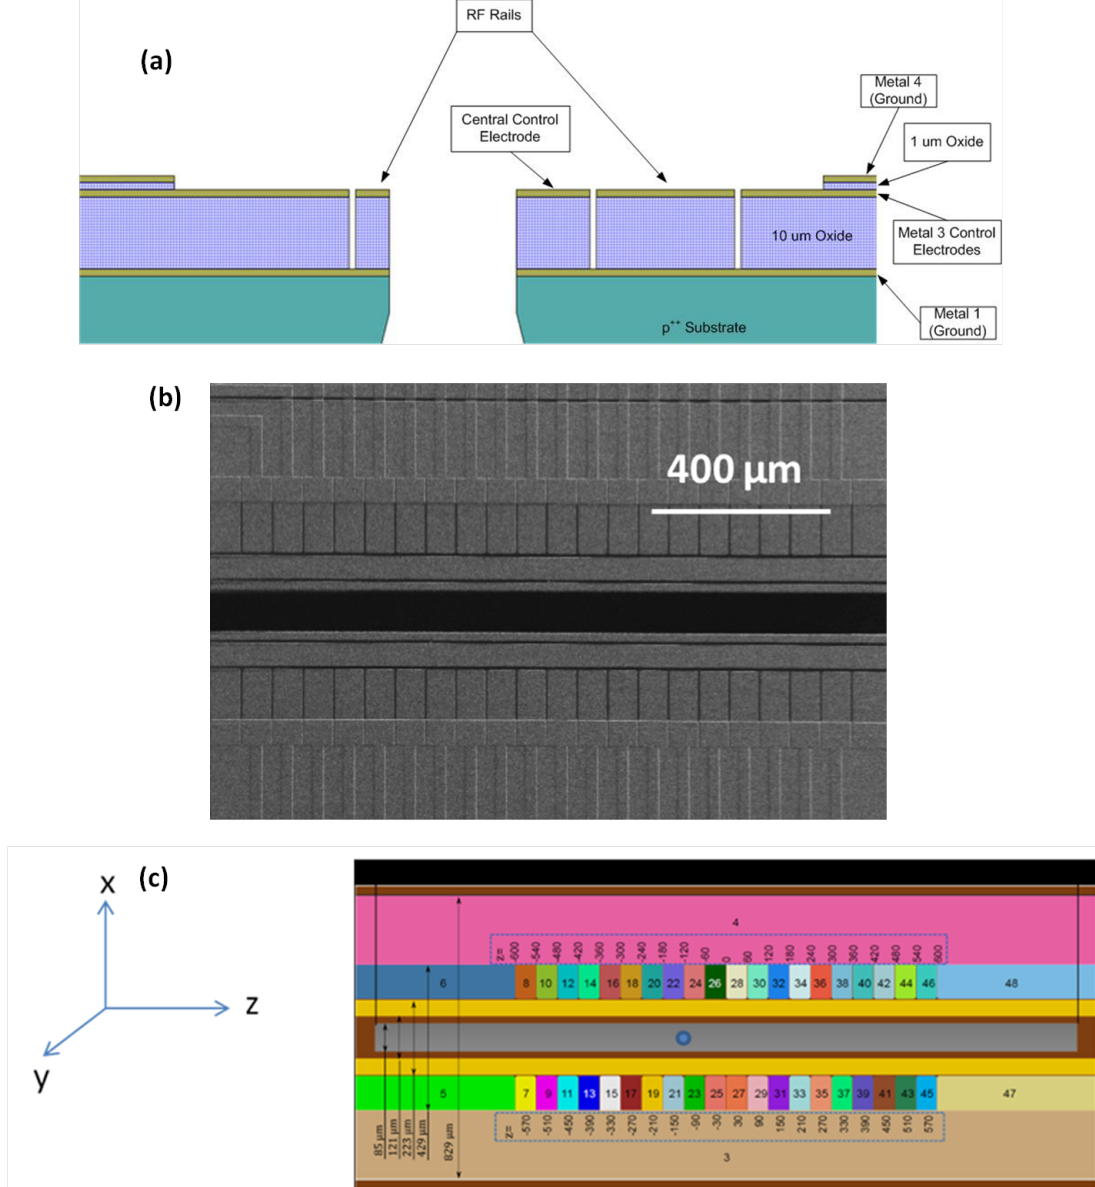 (a)
RF Rails
Central Control
Electrode
Metal 4
(Ground)
1 um Oxide
10 um Oxide
Metal 3 Control
Electrodes
Metal 1
(Ground)
p++ Substrate
(b)
400 µm
(c)
x
z
y
4
z=
-600
-540
-480
-420
-360
-300
-240
-180
-120
-60
0
60
120
180
240
300
360
420
480
540
600
6 8 10 12 14 16 18 20 22 24 26 28 30 32 34 36 38 40 42 44 46 48
5 7 9 11 13 15 17 19 21 23 25 27 29 31 33 35 37 39 41 43 45 47
z=
-570
-510
-450
-390
-330
-270
-210
-150
-90
-30
30
90
150
210
270
330
390
450
510
570
85 µm
121 µm
223 µm
429 µm
829 µm
3